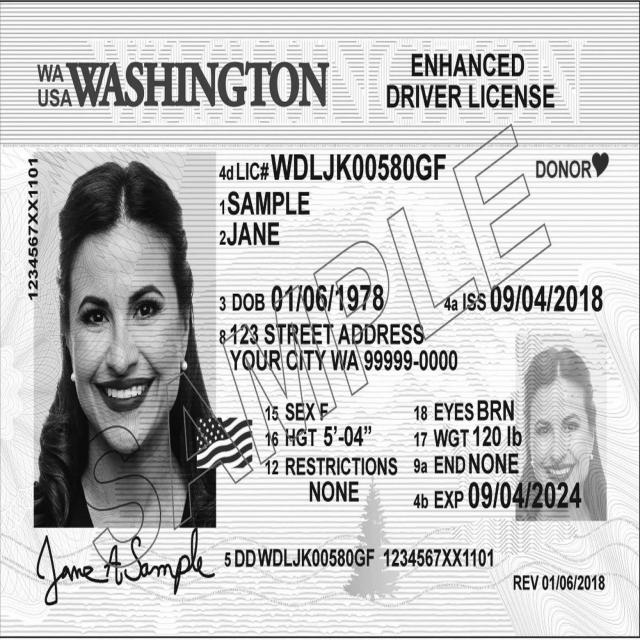 WA
USA
WASHINGTON
ENHANCED
DRIVER LICENSE
1234567XX1101
4d LIC# WDLJK00580GF
DONOR
1 SAMPLE
2 JANE
3 DOB 01/06/1978 4a ISS 09/04/2018
8 123 STREET ADDRESS
YOUR CITY WA 99999-0000
15 SEX F 18 EYES BRN
16 HGT 5’-04” 17 WGT 120 lb
12 RESTRICTIONS 9a END NONE
NONE 4b EXP 09/04/2024
SAMPLE
Jane A Sample
5 DD WDLJK00580GF 1234567XX1101
REV 01/06/2018